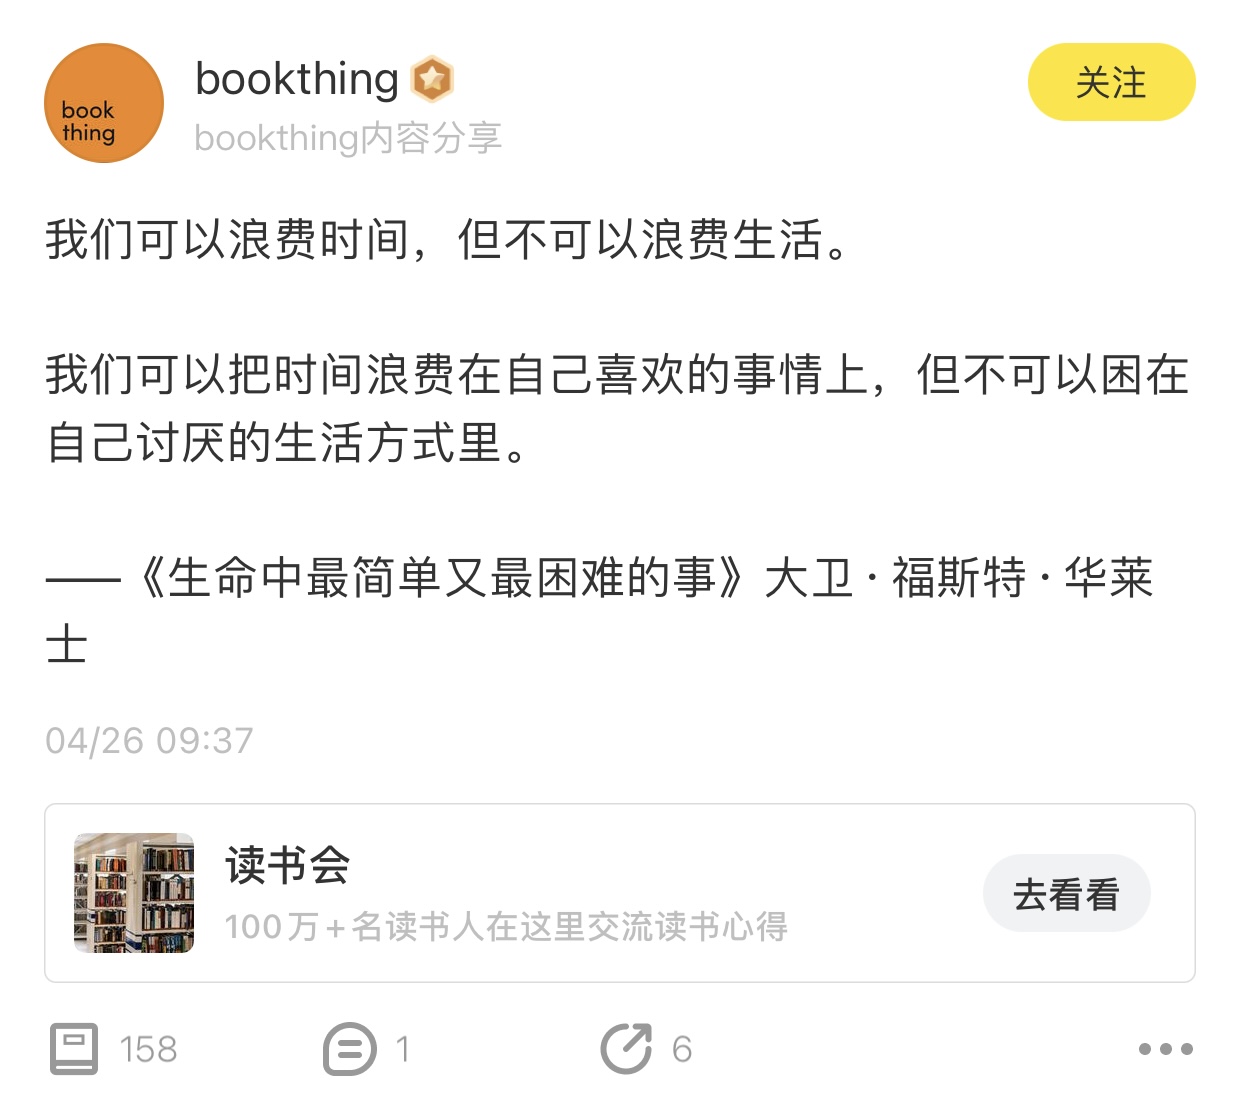 book
thing
bookthing
bookthing内容分享
关注
我们可以浪费时间，但不可以浪费生活。
我们可以把时间浪费在自己喜欢的事情上，但不可以困在
自己讨厌的生活方式里。
——《生命中最简单又最困难的事》大卫·福斯特·华莱
士
04/26 09:37
读书会
100万+名读书人在这里交流读书心得
去看看
158
1
6